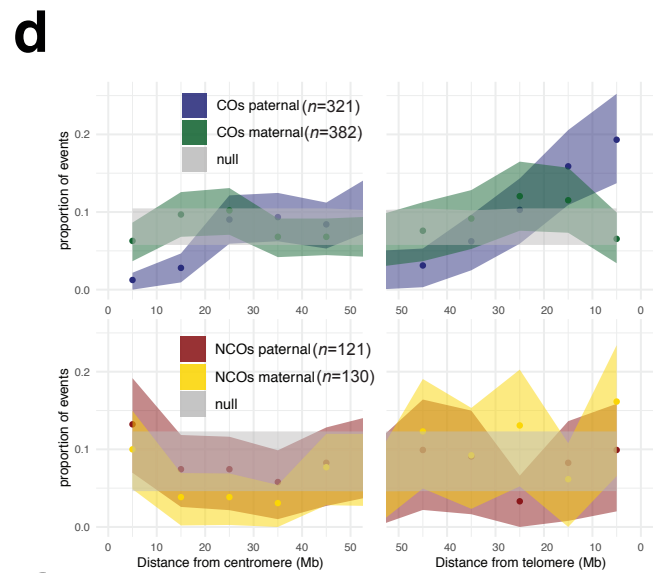 d
proportion of events
0.2
0.1
0.0
COs paternal (n=321)
COs maternal (n=382)
null
0 10 20 30 40 50
50 40 30 20 10 0
proportion of events
0.2
0.1
0.0
NCOs paternal (n=121)
NCOs maternal (n=130)
null
0 10 20 30 40 50
50 40 30 20 10 0
Distance from centromere (Mb)
Distance from telomere (Mb)